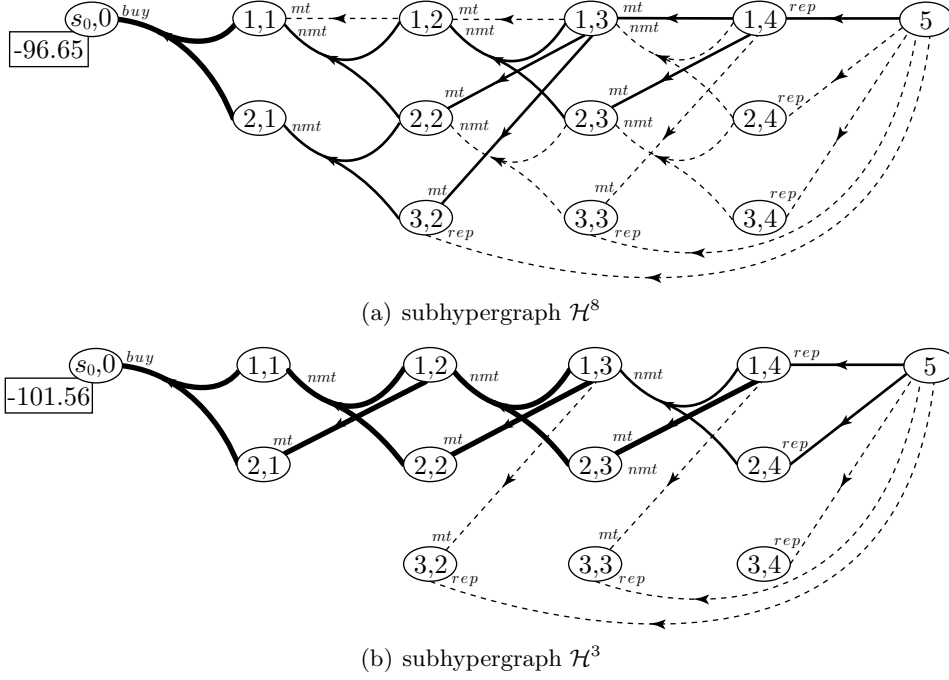 s₀,0 buy 1,1 mt 1,2 mt 1,3 mt 1,4 rep 5
nmt nmt nmt
-96.65
mt mt rep
2,1 nmt 2,2 nmt 2,3 nmt 2,4
mt mt rep
3,2 rep 3,3 rep 3,4
(a) subhypergraph ℋ⁸
s₀,0 buy 1,1 nmt 1,2 nmt 1,3 nmt 1,4 rep 5
-101.56
mt mt mt rep
2,1 2,2 2,3 nmt 2,4
mt mt rep
3,2 rep 3,3 rep 3,4
(b) subhypergraph ℋ³